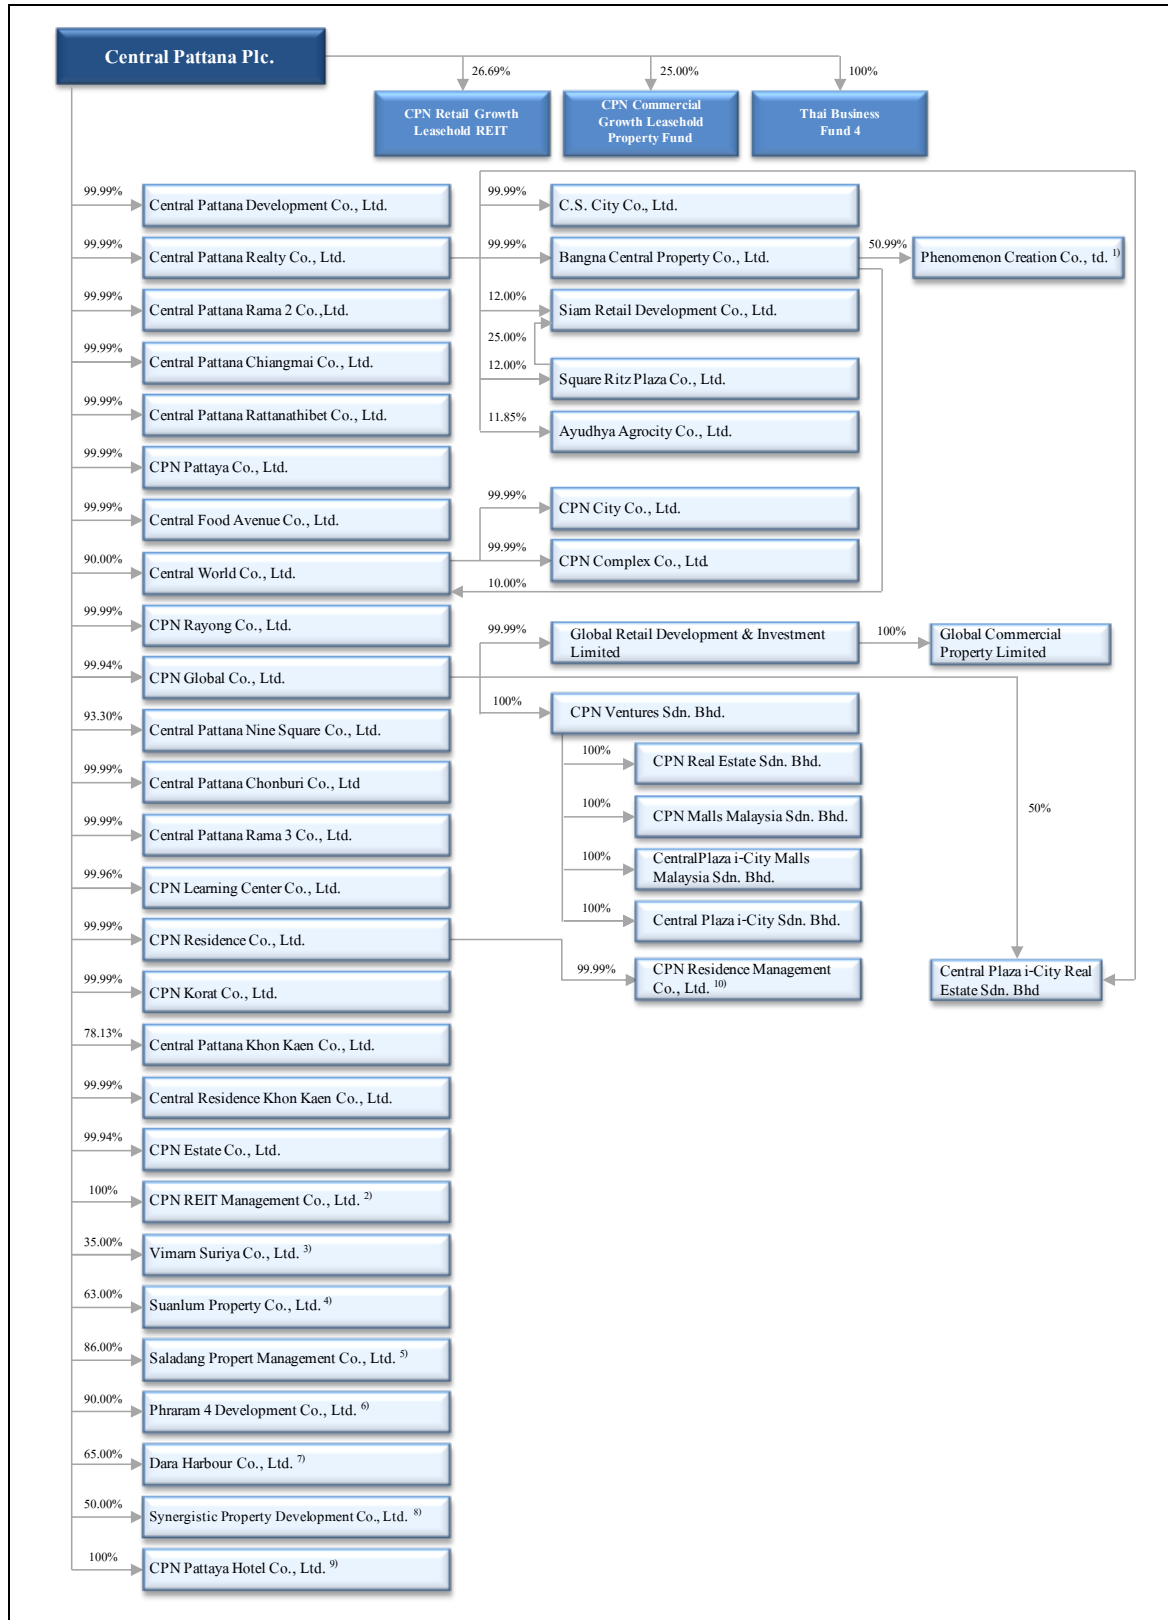 Central Pattana Plc.
26.69%
25.00%
100%
CPN Retail Growth
Leasehold REIT
CPN Commercial
Growth Leasehold
Property Fund
Thai Business
Fund 4
99.99%
Central Pattana Development Co., Ltd.
99.99%
C.S. City Co., Ltd.
99.99%
Central Pattana Realty Co., Ltd.
99.99%
Bangna Central Property Co., Ltd.
50.99%
Phenomenon Creation Co., td. 1)
99.99%
Central Pattana Rama 2 Co.,Ltd.
12.00%
Siam Retail Development Co., Ltd.
25.00%
99.99%
Central Pattana Chiangmai Co., Ltd.
12.00%
Square Ritz Plaza Co., Ltd.
99.99%
Central Pattana Rattanathibet Co., Ltd.
11.85%
Ayudhya Agrocity Co., Ltd.
99.99%
CPN Pattaya Co., Ltd.
99.99%
Central Food Avenue Co., Ltd.
99.99%
CPN City Co., Ltd.
90.00%
Central World Co., Ltd.
99.99%
CPN Complex Co., Ltd.
10.00%
99.99%
CPN Rayong Co., Ltd.
99.99%
Global Retail Development & Investment
Limited
100%
Global Commercial
Property Limited
99.94%
CPN Global Co., Ltd.
100%
CPN Ventures Sdn. Bhd.
93.30%
Central Pattana Nine Square Co., Ltd.
100%
CPN Real Estate Sdn. Bhd.
99.99%
Central Pattana Chonburi Co., Ltd
100%
CPN Malls Malaysia Sdn. Bhd.
50%
99.99%
Central Pattana Rama 3 Co., Ltd.
100%
CentralPlaza i-City Malls
Malaysia Sdn. Bhd.
99.96%
CPN Learning Center Co., Ltd.
100%
Central Plaza i-City Sdn. Bhd.
99.99%
CPN Residence Co., Ltd.
99.99%
CPN Residence Management
Co., Ltd. 10)
Central Plaza i-City Real
Estate Sdn. Bhd
99.99%
CPN Korat Co., Ltd.
78.13%
Central Pattana Khon Kaen Co., Ltd.
99.99%
Central Residence Khon Kaen Co., Ltd.
99.94%
CPN Estate Co., Ltd.
100%
CPN REIT Management Co., Ltd. 2)
35.00%
Vimarn Suriya Co., Ltd. 3)
63.00%
Suanlum Property Co., Ltd. 4)
86.00%
Saladang Propert Management Co., Ltd. 5)
90.00%
Phraram 4 Development Co., Ltd. 6)
65.00%
Dara Harbour Co., Ltd. 7)
50.00%
Synergistic Property Development Co., Ltd. 8)
100%
CPN Pattaya Hotel Co., Ltd. 9)